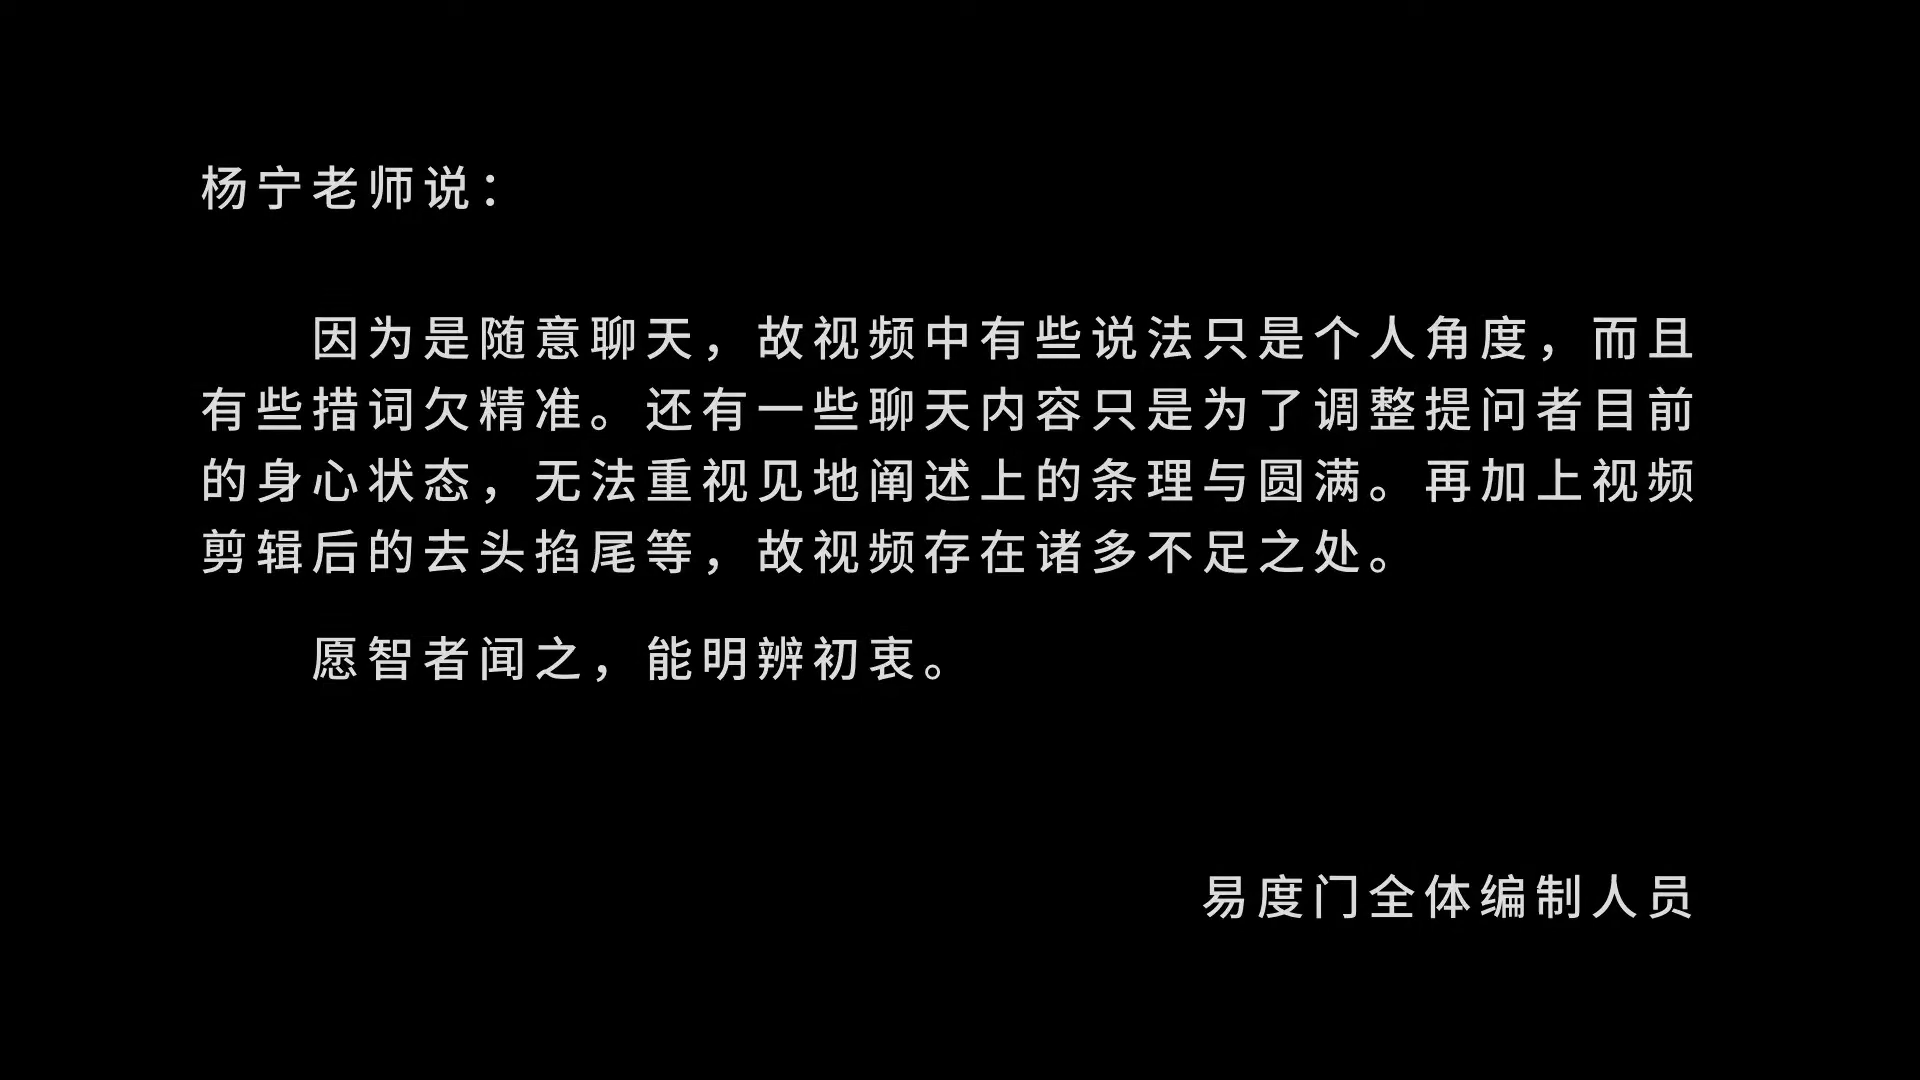 杨宁老师说：
因为是随意聊天，故视频中有些说法只是个人角度，而且
有些措词欠精准。还有一些聊天内容只是为了调整提问者目前
的身心状态，无法重视见地阐述上的条理与圆满。再加上视频
剪辑后的去头掐尾等，故视频存在诸多不足之处。
愿智者闻之，能明辨初衷。
易度门全体编制人员